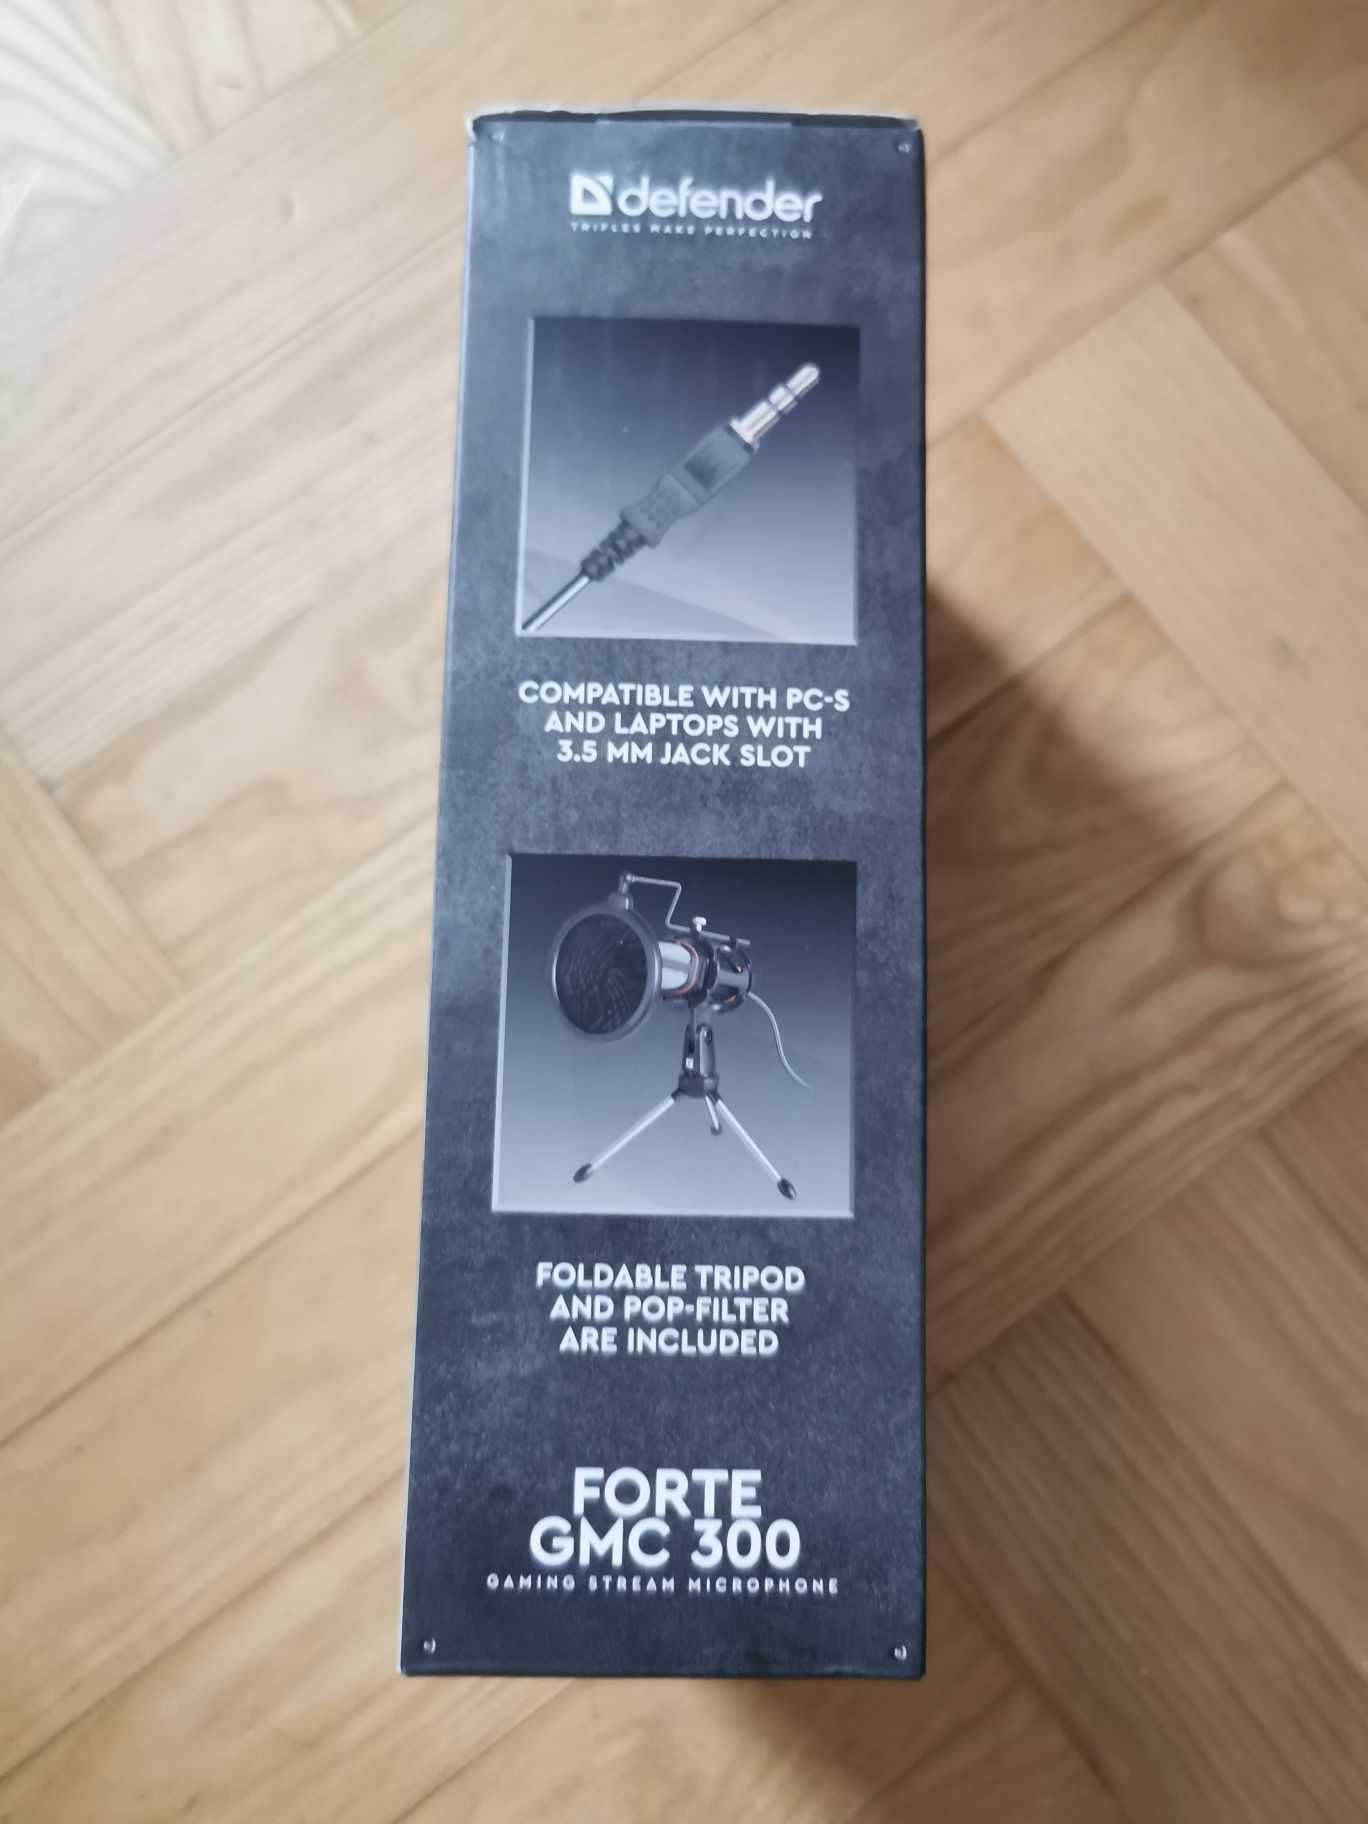 defender
TRIFLES MAKE PERFECTION
COMPATIBLE WITH PC-S
AND LAPTOPS WITH
3.5 MM JACK SLOT
FOLDABLE TRIPOD
AND POP-FILTER
ARE INCLUDED
FORTE
GMC 300
GAMING STREAM MICROPHONE